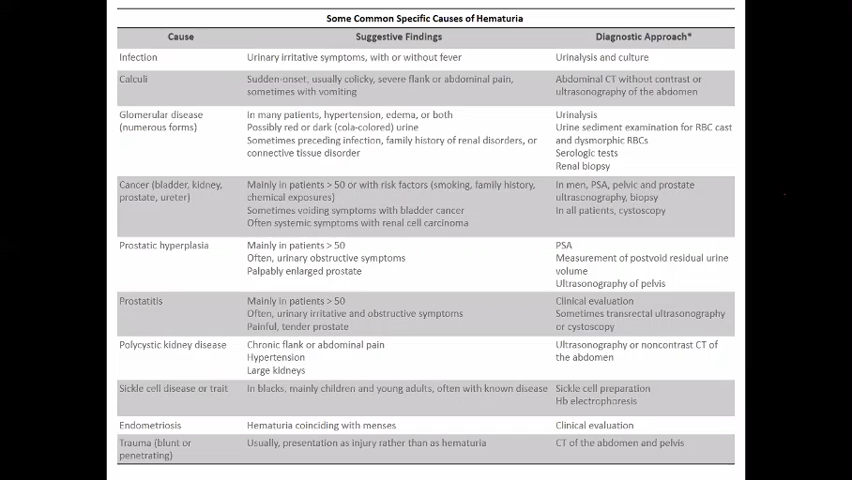 Some Common Specific Causes of Hematuria
Cause Suggestive Findings Diagnostic Approach*
Infection Urinary irritative symptoms, with or without fever Urinalysis and culture
Calculi Sudden-onset, usually colicky, severe flank or abdominal pain, Abdominal CT without contrast or
sometimes with vomiting ultrasonography of the abdomen
Glomerular disease In many patients, hypertension, edema, or both Urinalysis
(numerous forms) Possibly red or dark (cola-colored) urine Urine sediment examination for RBC cast
Sometimes preceding infection, family history of renal disorders, or and dysmorphic RBCs
connective tissue disorder Serologic tests
Renal biopsy
Cancer (bladder, kidney, Mainly in patients > 50 or with risk factors (smoking, family history, In men, PSA, pelvic and prostate
prostate, ureter) chemical exposures) ultrasonography, biopsy
Sometimes voiding symptoms with bladder cancer In all patients, cystoscopy
Often systemic symptoms with renal cell carcinoma
Prostatic hyperplasia Mainly in patients > 50 PSA
Often, urinary obstructive symptoms Measurement of postvoid residual urine
Palpably enlarged prostate volume
Ultrasonography of pelvis
Prostatitis Mainly in patients > 50 Clinical evaluation
Often, urinary irritative and obstructive symptoms Sometimes transrectal ultrasonography
Painful, tender prostate or cystoscopy
Polycystic kidney disease Chronic flank or abdominal pain Ultrasonography or noncontrast CT of
Hypertension the abdomen
Large kidneys
Sickle cell disease or trait In blacks, mainly children and young adults, often with known disease Sickle cell preparation
Hb electrophoresis
Endometriosis Hematuria coinciding with menses Clinical evaluation
Trauma (blunt or Usually, presentation as injury rather than as hematuria CT of the abdomen and pelvis
penetrating)